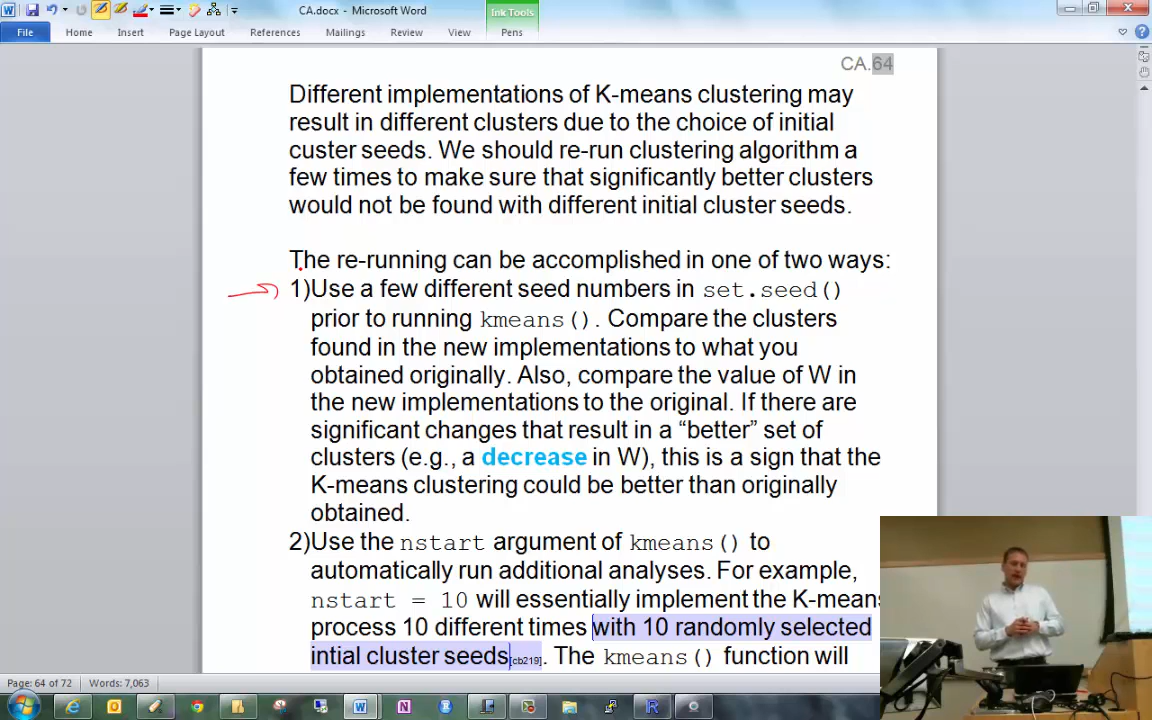 CA.docx - Microsoft Word
Ink Tools
File
Home
Insert
Page Layout
References
Mailings
Review
View
Pens
CA.64
Different implementations of K-means clustering may
result in different clusters due to the choice of initial
custer seeds. We should re-run clustering algorithm a
few times to make sure that significantly better clusters
would not be found with different initial cluster seeds.
The re-running can be accomplished in one of two ways:
1)Use a few different seed numbers in set.seed()
prior to running kmeans(). Compare the clusters
found in the new implementations to what you
obtained originally. Also, compare the value of W in
the new implementations to the original. If there are
significant changes that result in a “better” set of
clusters (e.g., a decrease in W), this is a sign that the
K-means clustering could be better than originally
obtained.
2)Use the nstart argument of kmeans() to
automatically run additional analyses. For example,
nstart = 10 will essentially implement the K-means
process 10 different times with 10 randomly selected
intial cluster seeds[cb219]. The kmeans() function will
Page: 64 of 72
Words: 7,063